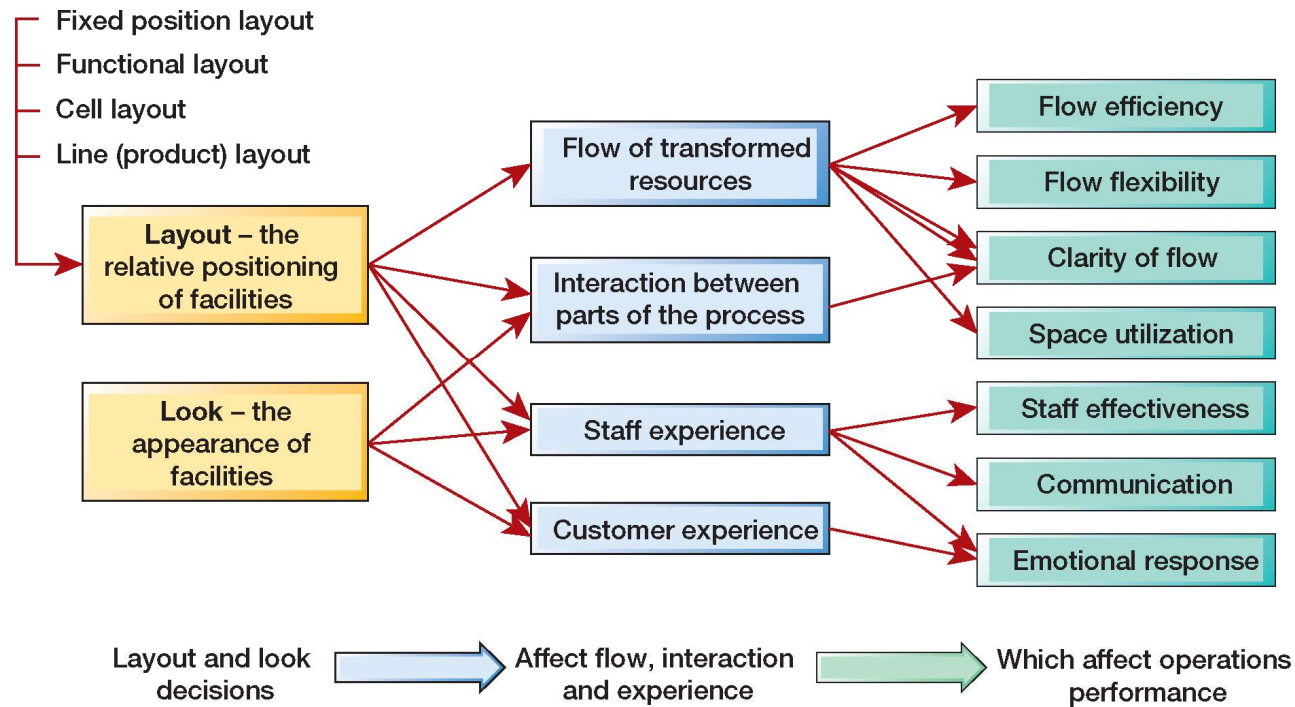 Fixed position layout
Functional layout
Cell layout
Line (product) layout
Layout – the
relative positioning
of facilities
Look – the
appearance of
facilities
Flow of transformed
resources
Interaction between
parts of the process
Staff experience
Customer experience
Flow efficiency
Flow flexibility
Clarity of flow
Space utilization
Staff effectiveness
Communication
Emotional response
Layout and look
decisions
Affect flow, interaction
and experience
Which affect operations
performance